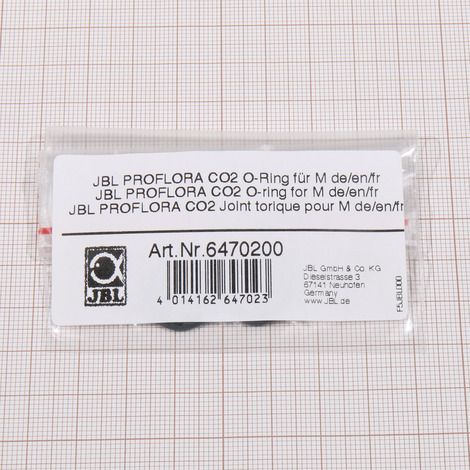 JBL PROFLORA CO2 O-Ring für M de/en/fr
JBL PROFLORA CO2 O-ring for M de/en/fr
JBL PROFLORA CO2 Joint torique pour M de/en/fr
Art.Nr.6470200
JBL
4 014162 647023
JBL GmbH & Co. KG
Dieselstrasse 3
67141 Neuhofen
Germany
www.JBL.de